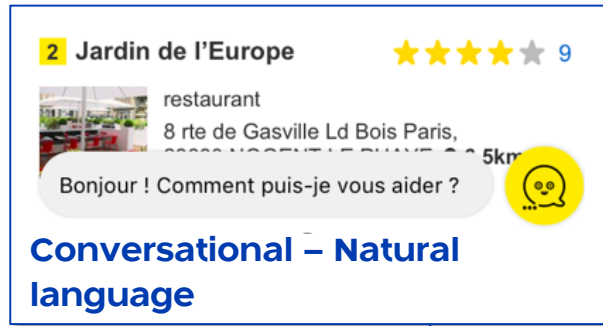 2 Jardin de l'Europe 9
restaurant
8 rte de Gasville Ld Bois Paris,
5km
Bonjour ! Comment puis-je vous aider ?
Conversational – Natural
language